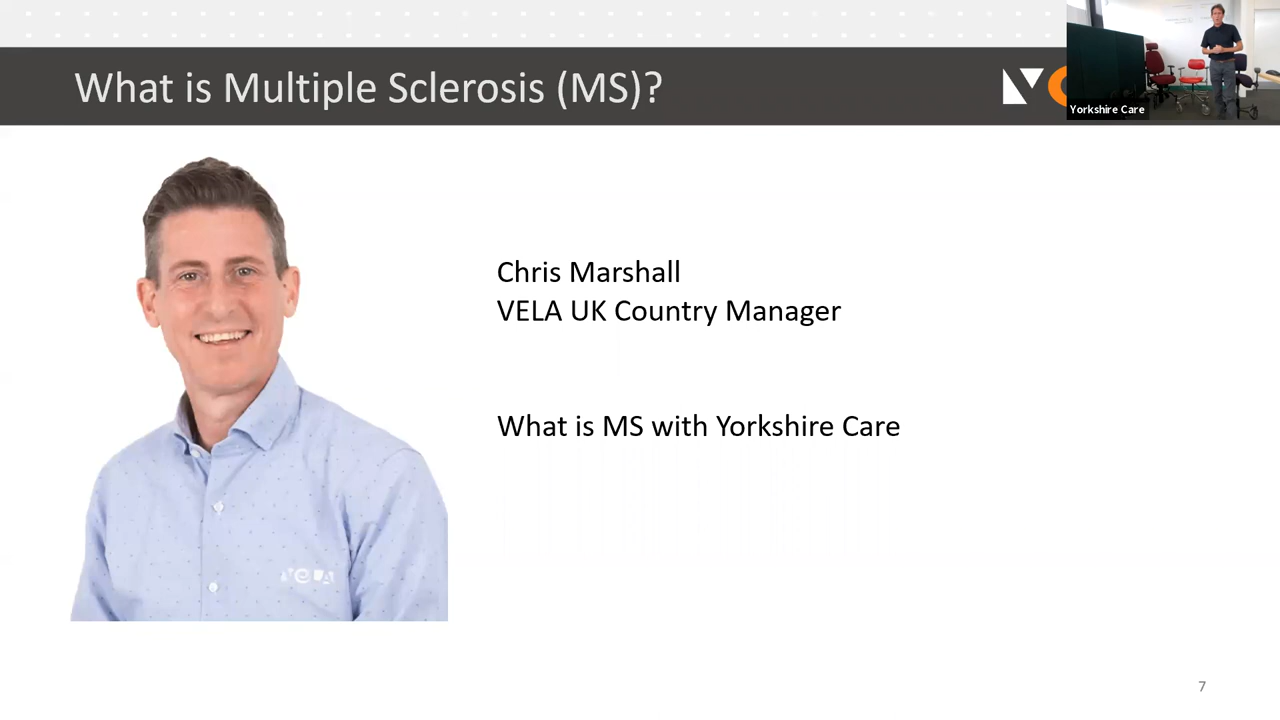 What is Multiple Sclerosis (MS)?
Yorkshire Care
Chris Marshall
VELA UK Country Manager
What is MS with Yorkshire Care
VELA
7